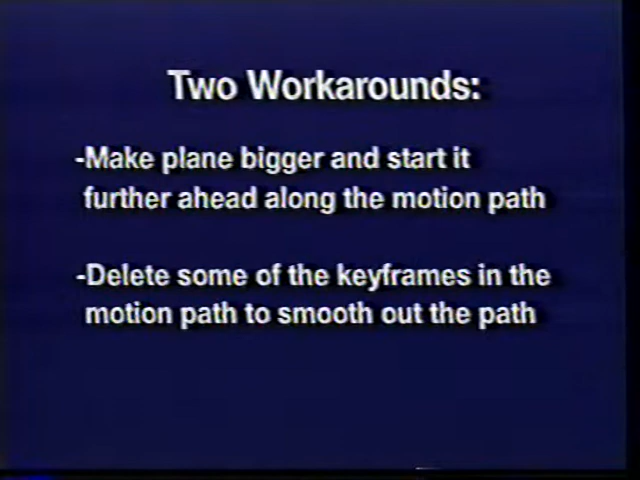 Two Workarounds:
-Make plane bigger and start it
further ahead along the motion path
-Delete some of the keyframes in the
motion path to smooth out the path